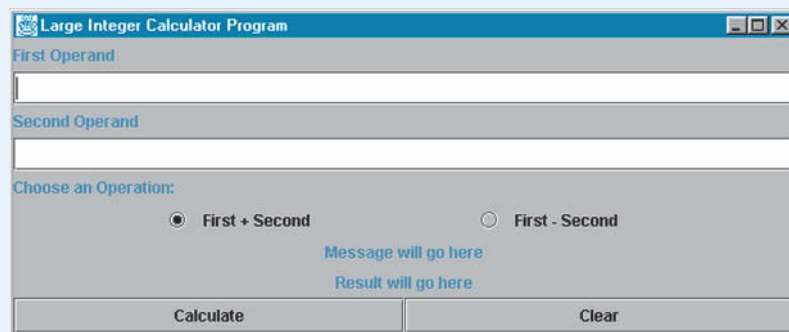 Large Integer Calculator Program
First Operand
Second Operand
Choose an Operation:
First + Second First - Second
Message will go here
Result will go here
Calculate Clear